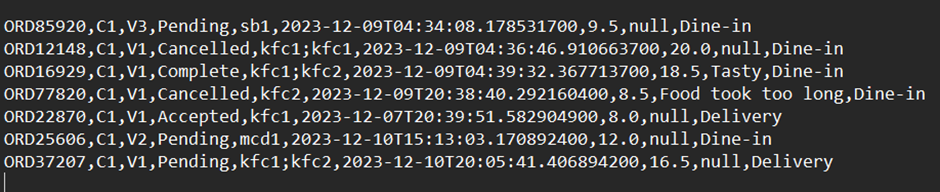 ORD85920,C1,V3,Pending,sb1,2023-12-09T04:34:08.178531700,9.5,null,Dine-in
ORD12148,C1,V1,Cancelled,kfc1;kfc1,2023-12-09T04:36:46.910663700,20.0,null,Dine-in
ORD16929,C1,V1,Complete,kfc1;kfc2,2023-12-09T04:39:32.367713700,18.5,Tasty,Dine-in
ORD77820,C1,V1,Cancelled,kfc2,2023-12-09T20:38:40.292160400,8.5,Food took too long,Dine-in
ORD22870,C1,V1,Accepted,kfc1,2023-12-07T20:39:51.582904900,8.0,null,Delivery
ORD25606,C1,V2,Pending,mcd1,2023-12-10T15:13:03.170892400,12.0,null,Dine-in
ORD37207,C1,V1,Pending,kfc1;kfc2,2023-12-10T20:05:41.406894200,16.5,null,Delivery